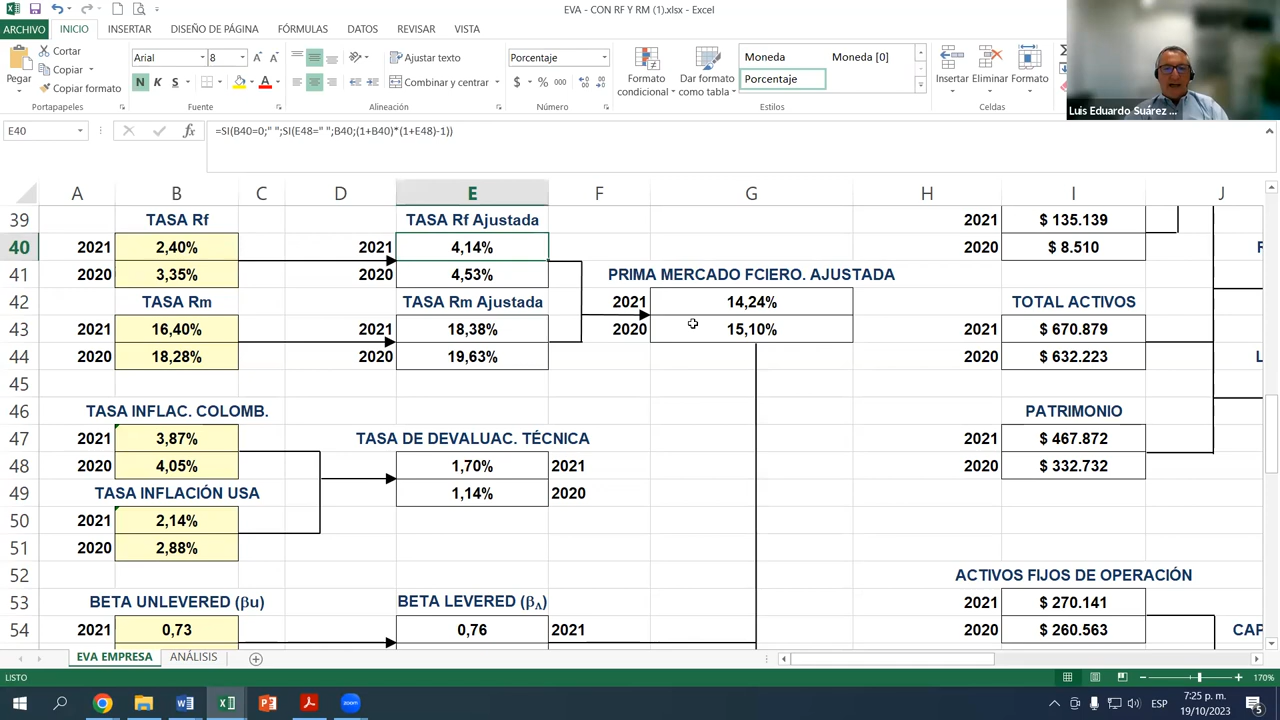 EVA - CON RF Y RM (1).xlsx - Excel
ARCHIVO INICIO INSERTAR DISEÑO DE PÁGINA FÓRMULAS DATOS REVISAR VISTA
Pegar
Cortar
Copiar
Copiar formato
Portapapeles
Arial 8
N K S
Fuente
Ajustar texto
Combinar y centrar
Alineación
Porcentaje
$ % 000
Número
Formato condicional
Dar formato como tabla
Moneda Moneda [0]
Porcentaje
Estilos
Insertar Eliminar Formato
Celdas
Luis Eduardo Suárez ...
E40 fx =SI(B40=0;" ";SI(E48=" ";B40;(1+B40)*(1+E48)-1))
A B C D E F G H I J
39 TASA Rf TASA Rf Ajustada 2021 $ 135.139
40 2021 2,40% 2021 4,14% 2020 $ 8.510
41 2020 3,35% 2020 4,53% PRIMA MERCADO FCIERO. AJUSTADA
42 TASA Rm TASA Rm Ajustada 2021 14,24% TOTAL ACTIVOS
43 2021 16,40% 2021 18,38% 2020 15,10% 2021 $ 670.879
44 2020 18,28% 2020 19,63% 2020 $ 632.223
45
46 TASA INFLAC. COLOMB. PATRIMONIO
47 2021 3,87% TASA DE DEVALUAC. TÉCNICA 2021 $ 467.872
48 2020 4,05% 1,70% 2021 2020 $ 332.732
49 TASA INFLACIÓN USA 1,14% 2020
50 2021 2,14%
51 2020 2,88%
52 ACTIVOS FIJOS DE OPERACIÓN
53 BETA UNLEVERED (βu) BETA LEVERED (βΛ) 2021 $ 270.141
54 2021 0,73 0,76 2021 2020 $ 260.563 CAP
EVA EMPRESA ANÁLISIS
LISTO 170%
ESP
7:25 p. m.
19/10/2023
5